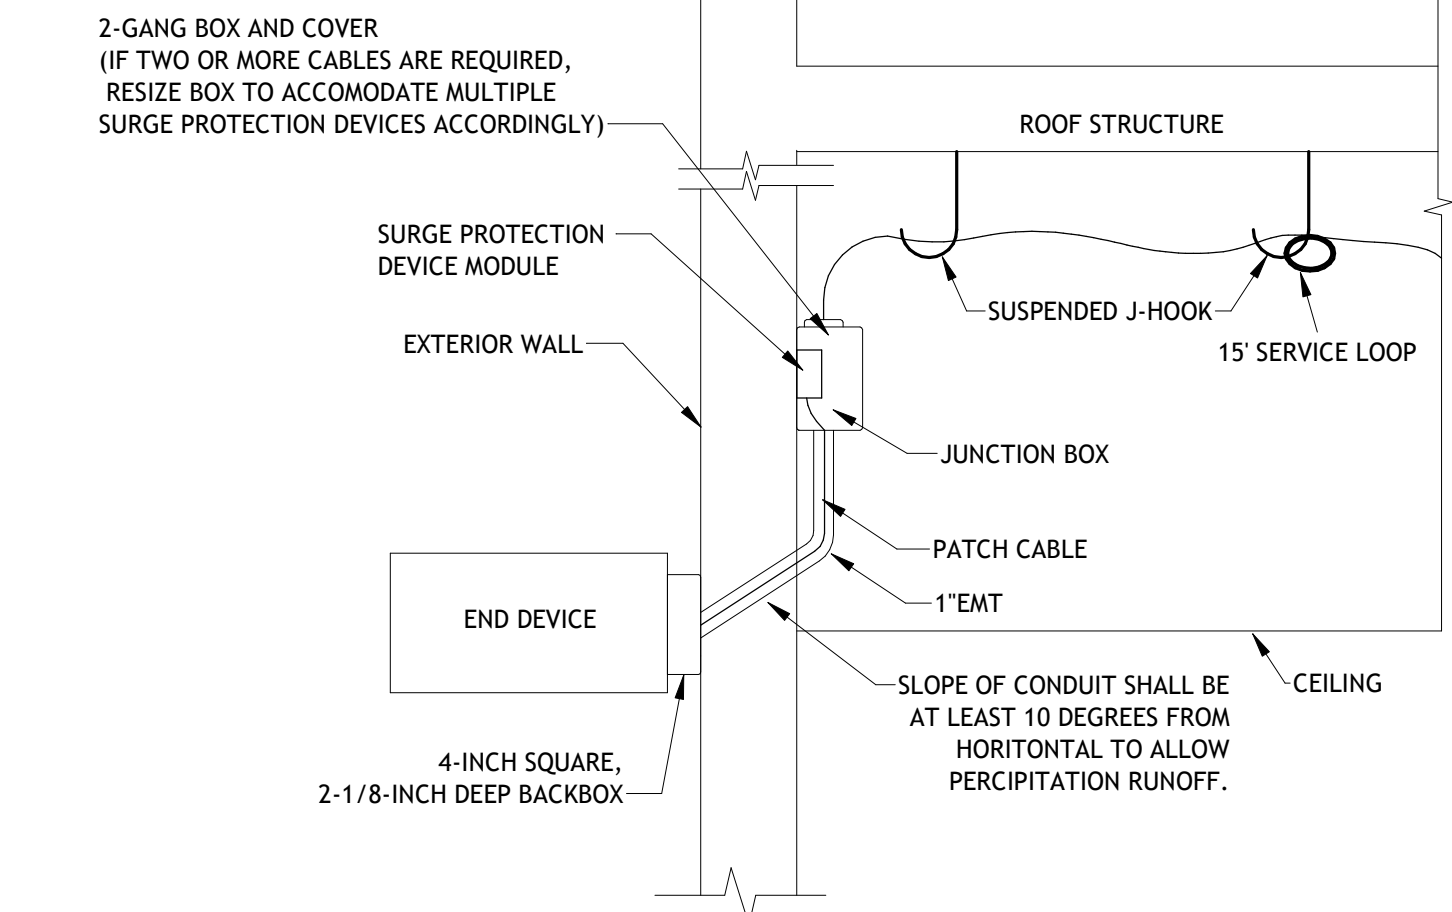 2-GANG BOX AND COVER
(IF TWO OR MORE CABLES ARE REQUIRED,
RESIZE BOX TO ACCOMODATE MULTIPLE
SURGE PROTECTION DEVICES ACCORDINGLY)
ROOF STRUCTURE
SURGE PROTECTION
DEVICE MODULE
SUSPENDED J-HOOK
EXTERIOR WALL
15' SERVICE LOOP
JUNCTION BOX
PATCH CABLE
1"EMT
END DEVICE
SLOPE OF CONDUIT SHALL BE
AT LEAST 10 DEGREES FROM
HORITONTAL TO ALLOW
PERCIPITATION RUNOFF.
CEILING
4-INCH SQUARE,
2-1/8-INCH DEEP BACKBOX